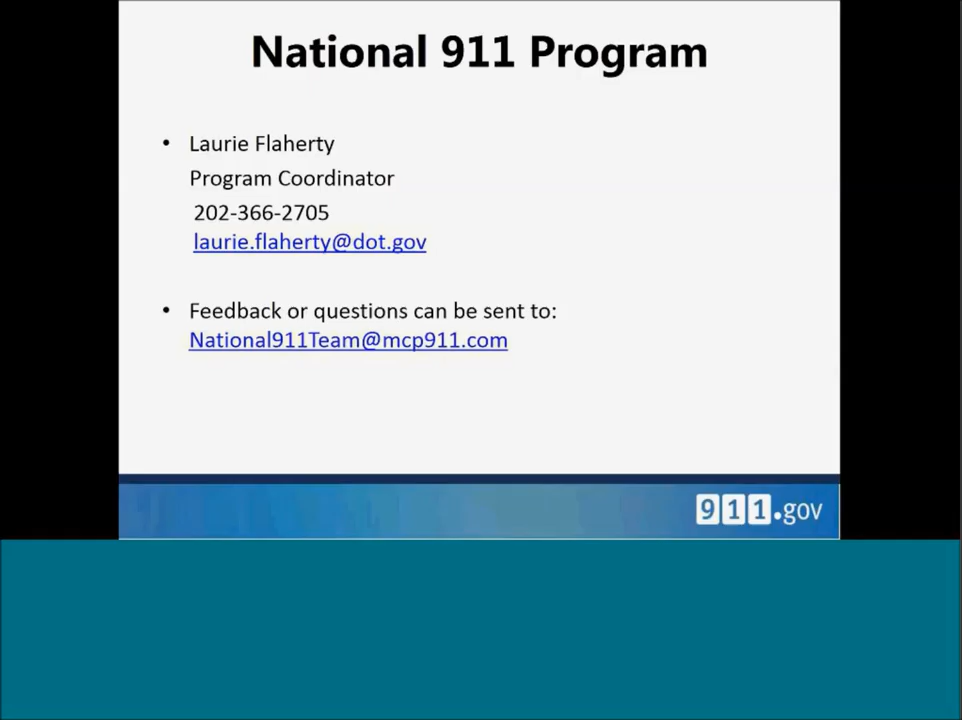 National 911 Program
• Laurie Flaherty
Program Coordinator
202-366-2705
laurie.flaherty@dot.gov
• Feedback or questions can be sent to:
National911Team@mcp911.com
911.gov